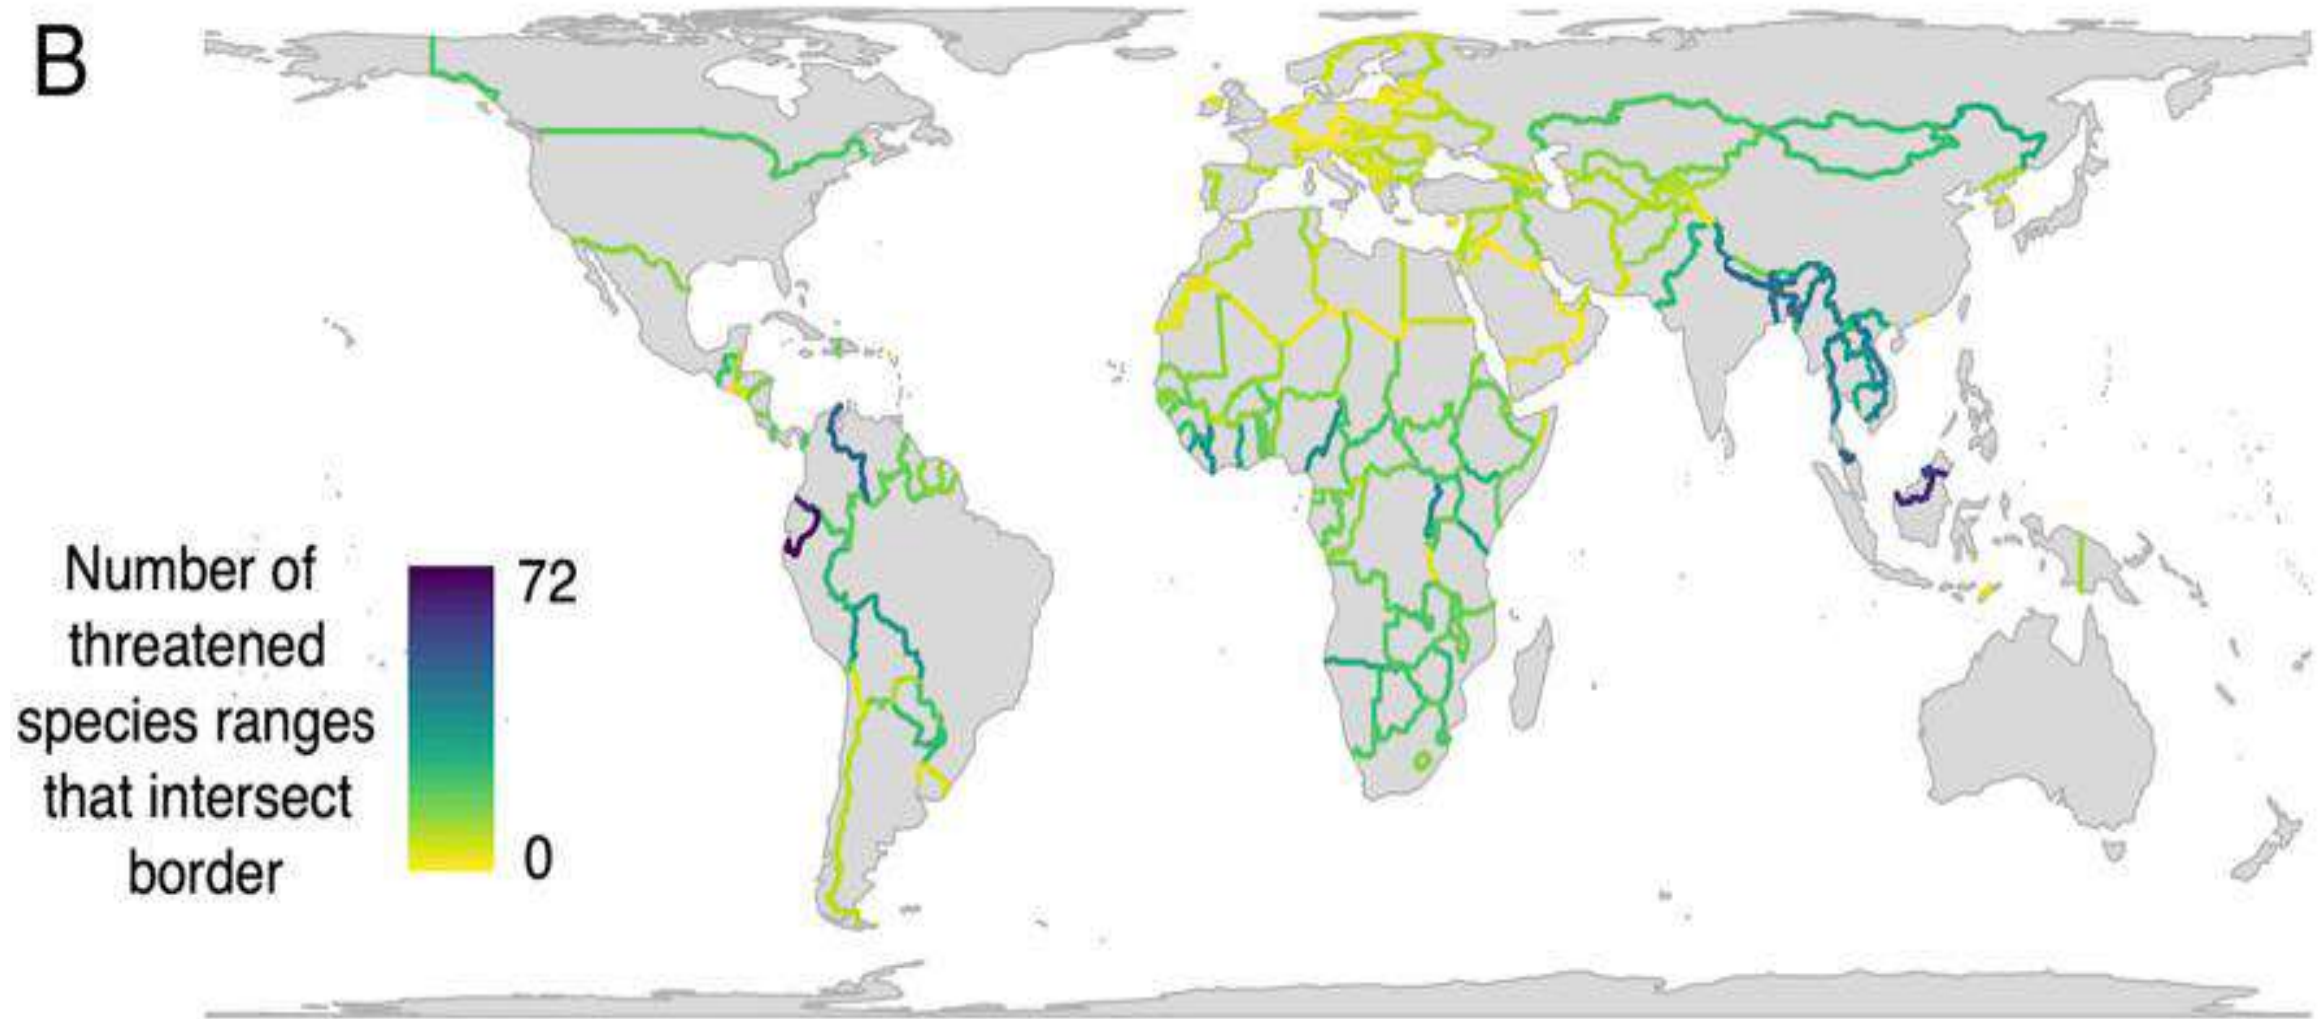 B
Number of
threatened
species ranges
that intersect
border
72
0